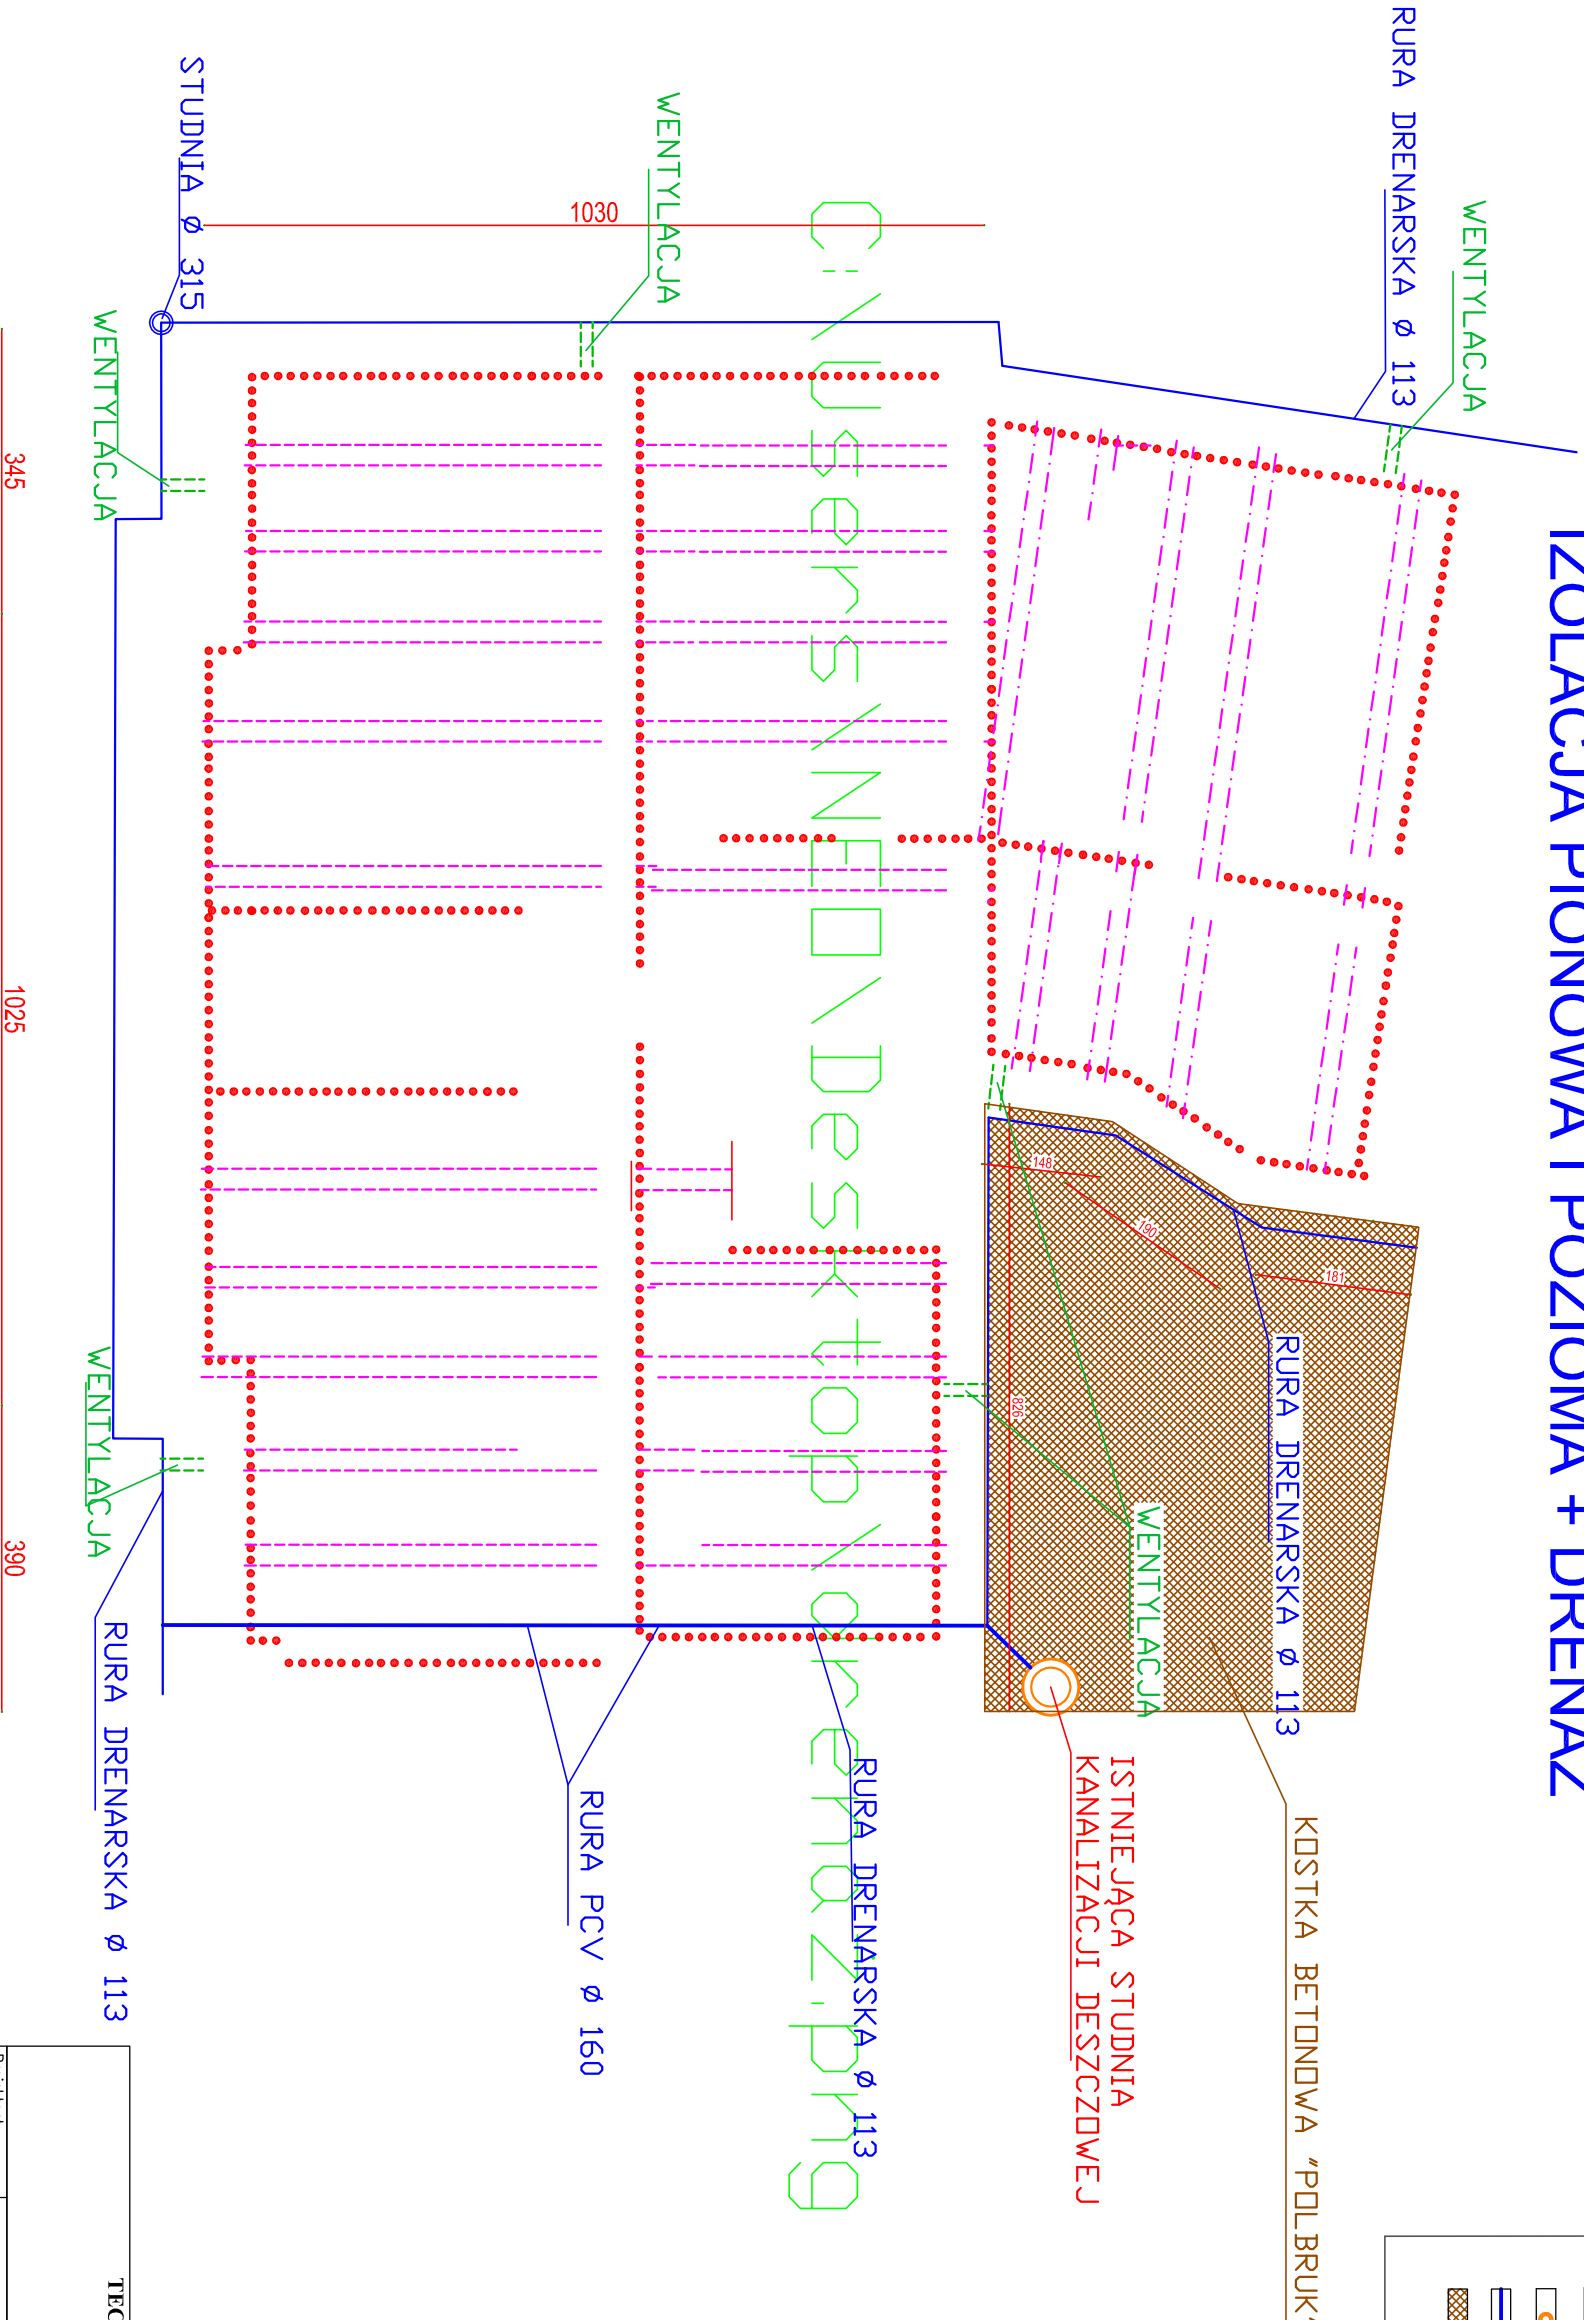 IZOLACJA PIONOWA I POZIOMA + DRENAŻ
WENTYLACJA
RURA DRENARSKA Ø 113
KOSTKA BETONOWA "POLBRUK"
RURA DRENARSKA Ø 113
181
190
148
826
WENTYLACJA
ISTNIEJĄCA STUDNIA
KANALIZACJI DESZCZOWEJ
C:/Users/NEO/Desktop/
.png
RURA DRENARSKA Ø 113
WENTYLACJA
1030
RURA PCV Ø 160
STUDNIA Ø 315
WENTYLACJA
WENTYLACJA
RURA DRENARSKA Ø 113
345
1025
390
TEC